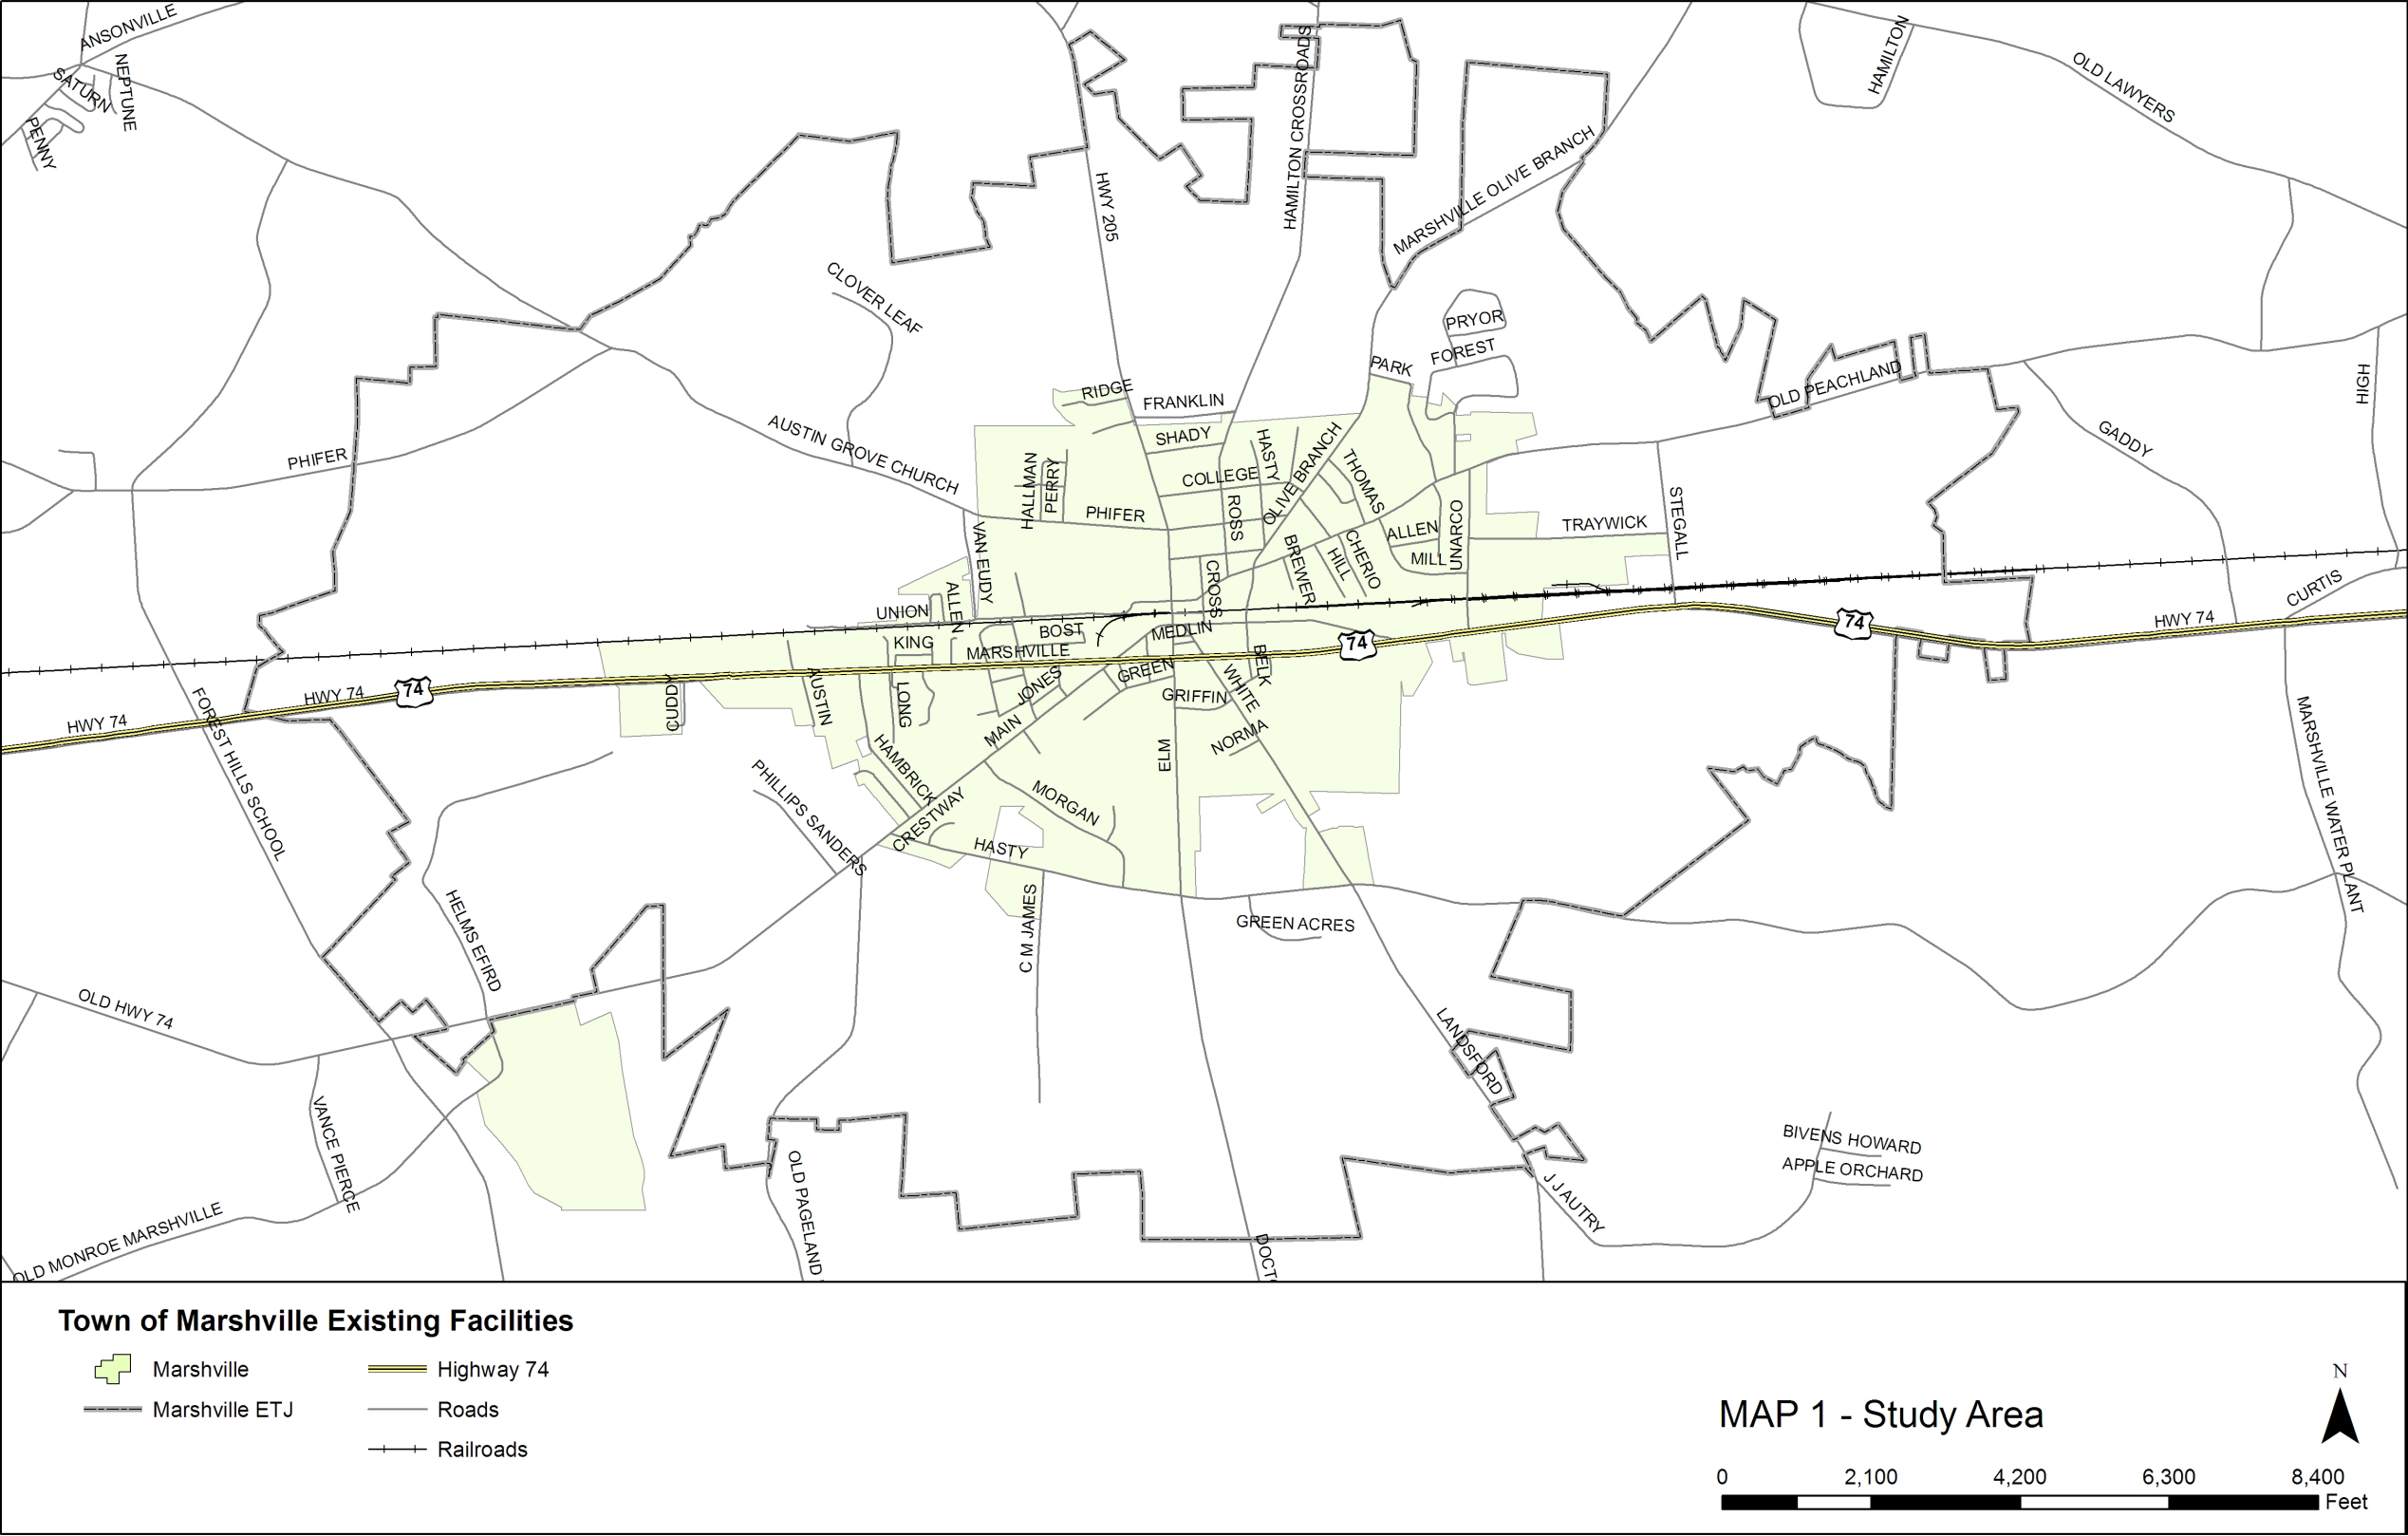 ANSONVILLE
SATURN
NEPTUNE
PENNY
HWY 205
HAMILTON CROSSROADS
MARSHVILLE OLIVE BRANCH
HAMILTON
OLD LAWYERS
CLOVER LEAF
PRYOR
FOREST
PARK
OLD PEACHLAND
HIGH
GADDY
RIDGE
FRANKLIN
SHADY
HASTY
COLLEGE
ROSS
OLIVE BRANCH
THOMAS
PHIFER
AUSTIN GROVE CHURCH
HALLMAN
PERRY
PHIFER
VAN EUDY
ALLEN
MILL
UNARCO
TRAYWICK
STEGALL
BREWER
HILL
CHERIO
CROSS
UNION
ALLEN
KING
BOST
MEDLIN
MARSHVILLE
74
74
74
HWY 74
CURTIS
HWY 74
HWY 74
FOREST HILLS SCHOOL
CUDDY
AUSTIN
LONG
JONES
GREEN
GRIFFIN
WHITE
BELK
NORMA
MAIN
ELM
HAMBRICK
PHILLIPS SANDERS
CRESTWAY
MORGAN
HASTY
C M JAMES
GREEN ACRES
MARSHVILLE WATER PLANT
HELMS EFIRD
OLD HWY 74
VANCE PIERCE
OLD MONROE MARSHVILLE
OLD PAGELAND
LANDSFORD
J J AUTRY
BIVENS HOWARD
APPLE ORCHARD
Town of Marshville Existing Facilities
Marshville
Highway 74
Marshville ETJ
Roads
Railroads
MAP 1 - Study Area
N
0 2,100 4,200 6,300 8,400
Feet